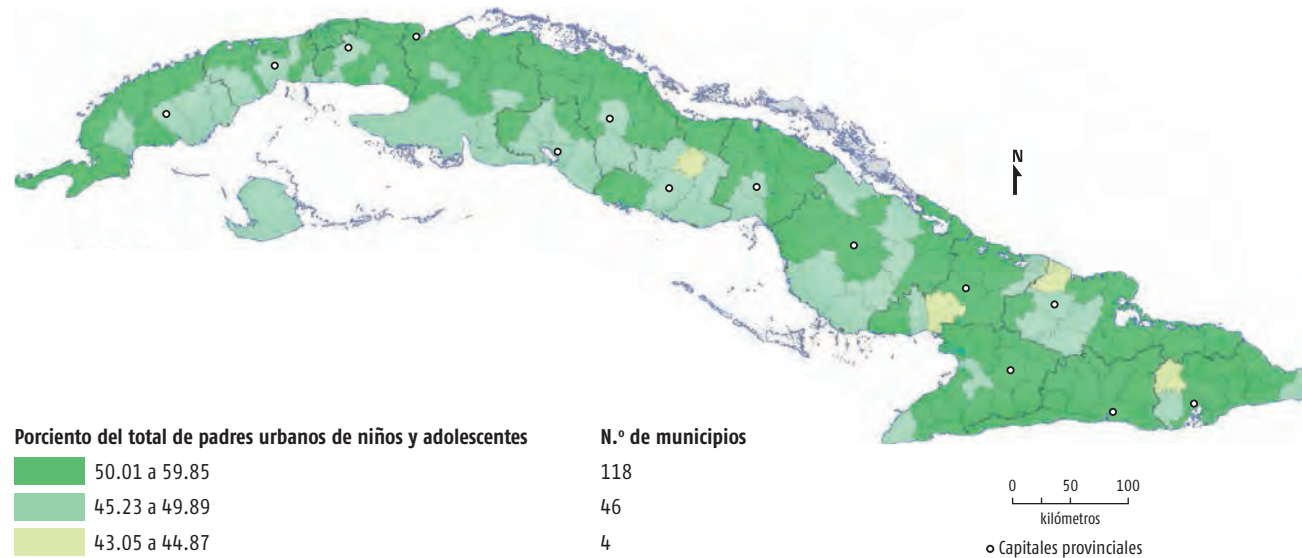 N
Porciento del total de padres urbanos de niños y adolescentes N.º de municipios
50.01 a 59.85 118
45.23 a 49.89 46
43.05 a 44.87 4
0 50 100
kilómetros
Capitales provinciales